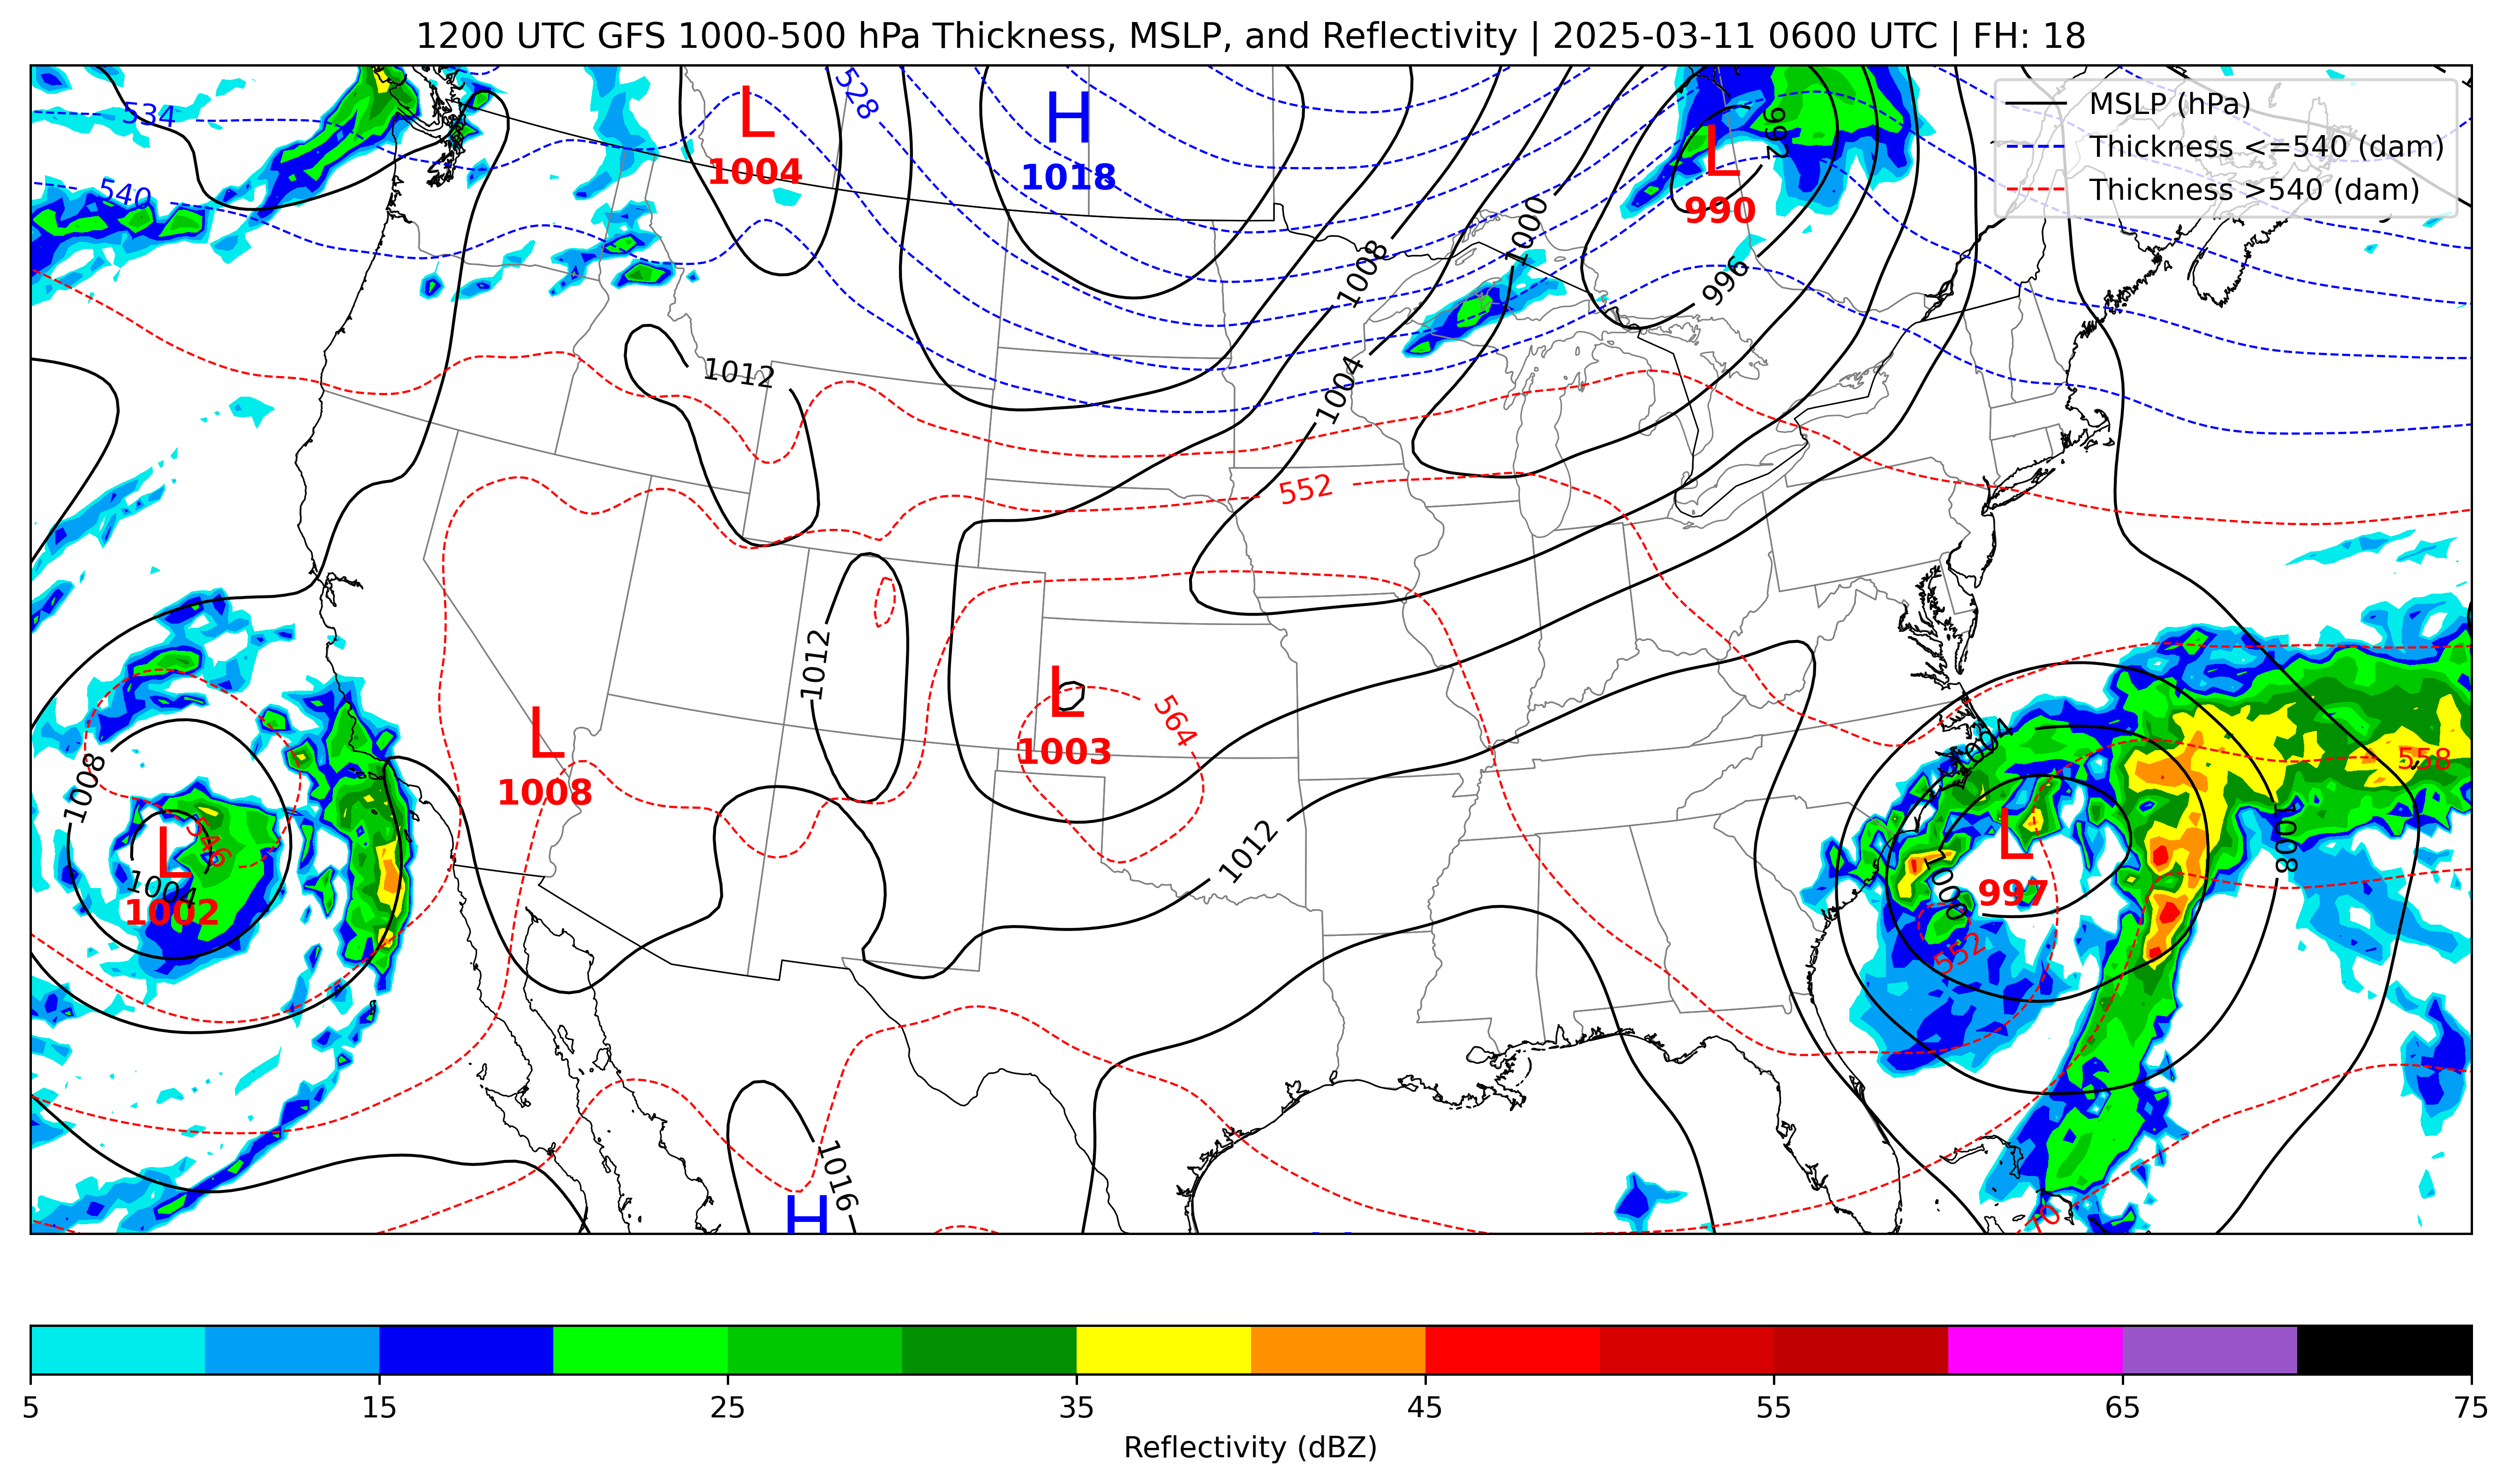 1200 UTC GFS 1000-500 hPa Thickness, MSLP, and Reflectivity | 2025-03-11 0600 UTC | FH: 18
MSLP (hPa)
Thickness <=540 (dam)
Thickness >540 (dam)
534
528
540
L
1004
H
1018
992
L
990
1000
1008
996
1012
1004
552
1012
L
1003
564
L
1008
1008
546
L
1004
1002
1012
1004
558
1008
L
997
1000
552
1016
H
70
5
15
25
35
45
55
65
75
Reflectivity (dBZ)